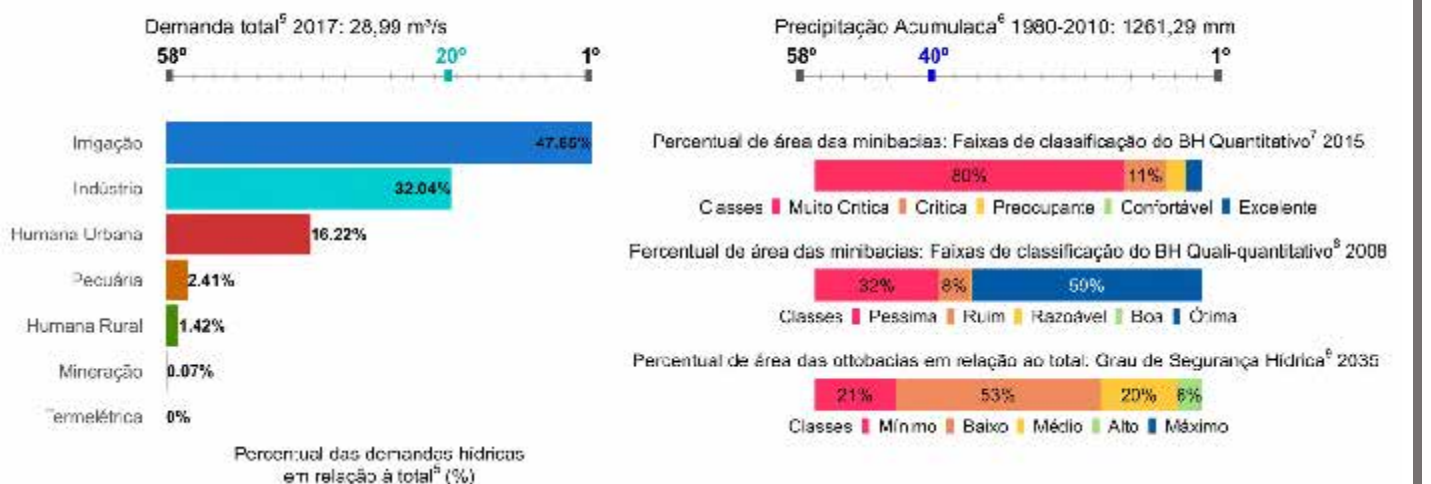 Demanda total⁵ 2017: 28,99 m³/s
58º 20º 1º
Irrigação 47.85%
Indústria 32.04%
Humana Urbana 16.22%
Pecuária 2.41%
Humana Rural 1.42%
Mineração 0.07%
Termelétrica 0%
Percentual das demandas hídricas
em relação à total⁵ (%)
Precipitação Acumulada⁶ 1980-2010: 1261,29 mm
58º 40º 1º
Percentual de área das minibacias: Faixas de classificação do BH Quantitativo⁷ 2015
80% 11%
Classes Muito Crítica Crítica Preocupante Confortável Excelente
Percentual de área das minibacias: Faixas de classificação do BH Quali-quantitativo⁸ 2008
32% 8% 59%
Classes Pessima Ruim Razoável Boa Ótima
Percentual de área das ottobacias em relação ao total: Grau de Segurança Hídrica⁹ 2035
21% 53% 20% 6%
Classes Mínimo Baixo Médio Alto Máximo